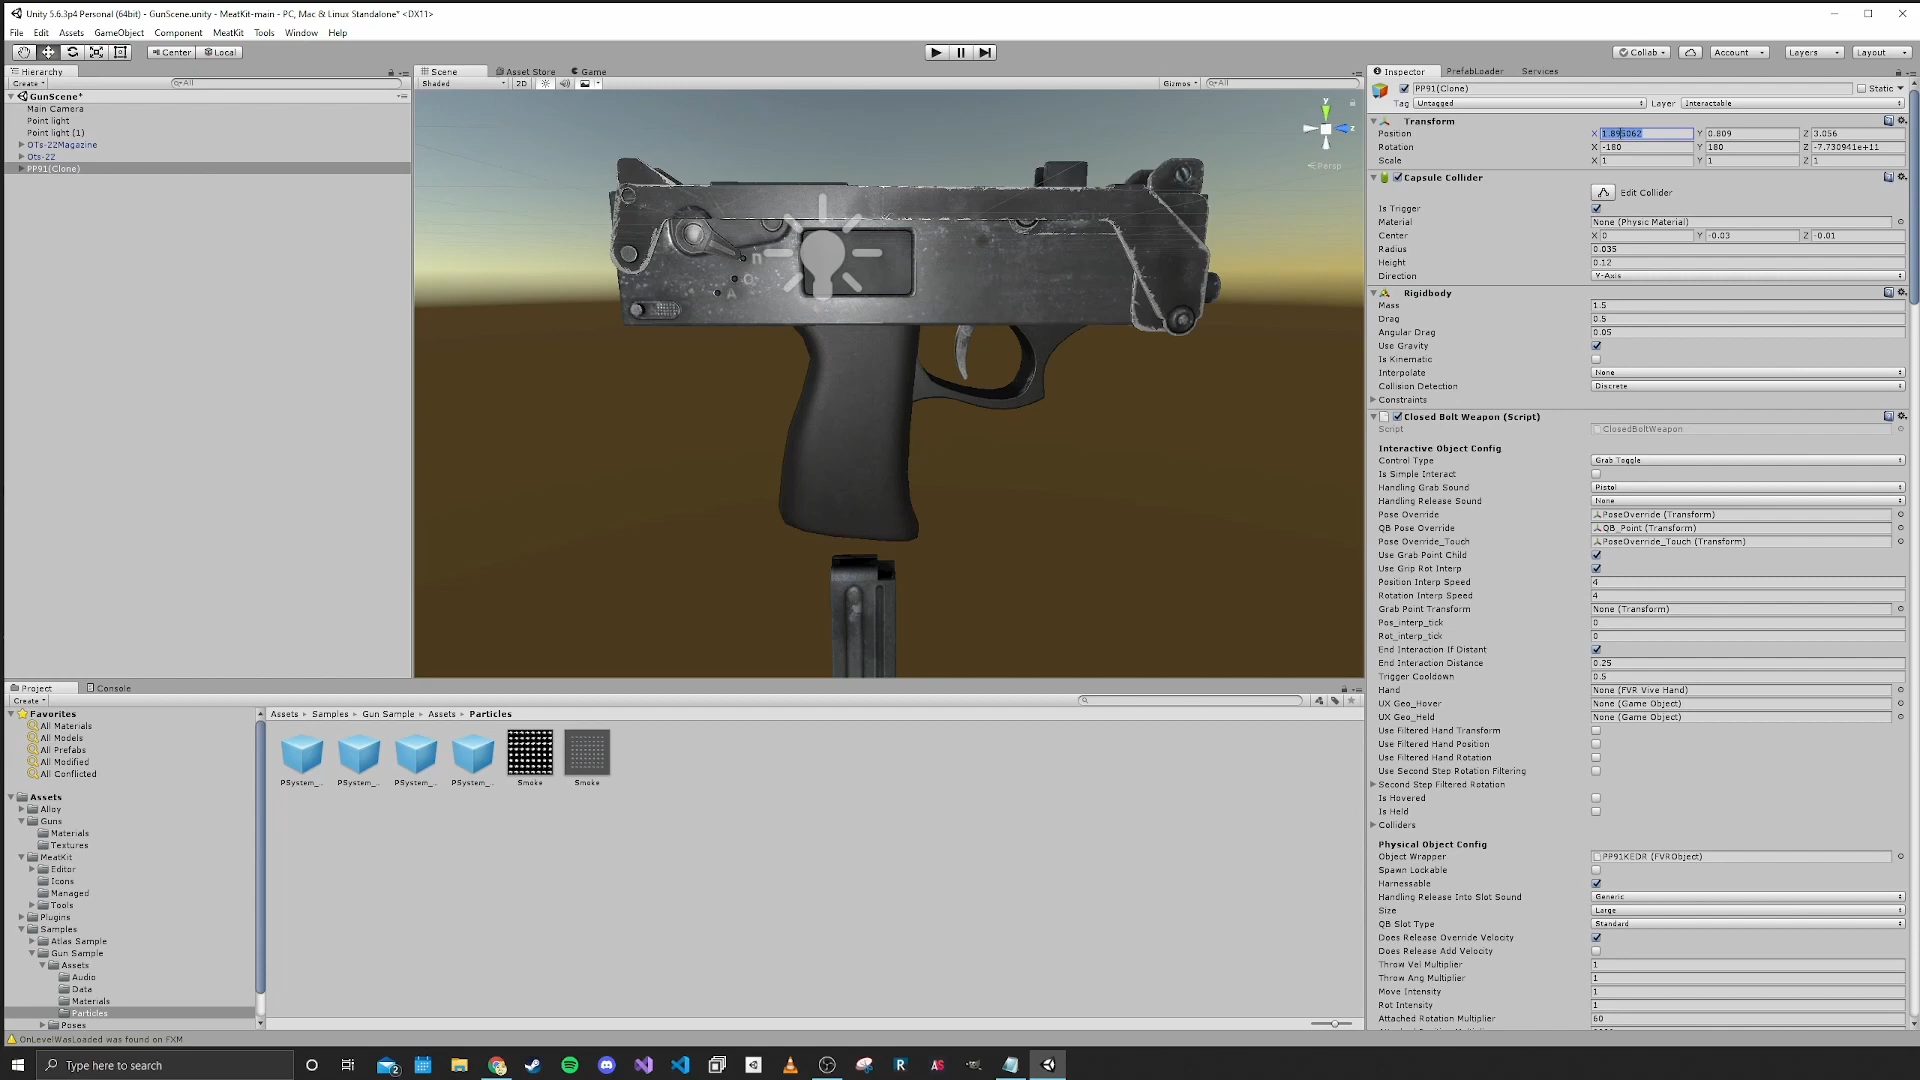 Unity 5.6.3p4 Personal (64bit) - GunScene.unity - MeatKit-main - PC, Mac & Linux Standalone* <DX11>
File Edit Assets GameObject Component MeatKit Tools Window Help
Center Local
Collab Account Layers Layout
Hierarchy
Create All
GunScene*
Main Camera
Point light
Point light (1)
OTs-22Magazine
Ots-22
PP91(Clone)
Scene Asset Store Game
Shaded 2D Gizmos All
y
z
Persp
П
О
А
Inspector PrefabLoader Services
PP91(Clone) Static
Tag Untagged Layer Interactable
Transform
Position X 1.895062 Y 0.809 Z 3.056
Rotation X -180 Y 180 Z -7.730941e+11
Scale X 1 Y 1 Z 1
Capsule Collider
Edit Collider
Is Trigger
Material None (Physic Material)
Center X 0 Y -0.03 Z -0.01
Radius 0.035
Height 0.12
Direction Y-Axis
Rigidbody
Mass 1.5
Drag 0.5
Angular Drag 0.05
Use Gravity
Is Kinematic
Interpolate None
Collision Detection Discrete
Constraints
Closed Bolt Weapon (Script)
Script ClosedBoltWeapon
Interactive Object Config
Control Type Grab Toggle
Is Simple Interact
Handling Grab Sound Pistol
Handling Release Sound None
Pose Override PoseOverride (Transform)
QB Pose Override QB_Point (Transform)
Pose Override_Touch PoseOverride_Touch (Transform)
Use Grab Point Child
Use Grip Rot Interp
Position Interp Speed 4
Rotation Interp Speed 4
Grab Point Transform None (Transform)
Pos_interp_tick 0
Rot_interp_tick 0
End Interaction If Distant
End Interaction Distance 0.25
Trigger Cooldown 0.5
Hand None (FVR Vive Hand)
UX Geo_Hover None (Game Object)
UX Geo_Held None (Game Object)
Use Filtered Hand Transform
Use Filtered Hand Position
Use Filtered Hand Rotation
Use Second Step Rotation Filtering
Second Step Filtered Rotation
Is Hovered
Is Held
Colliders
Physical Object Config
Object Wrapper PP91KEDR (FVRObject)
Spawn Lockable
Harnessable
Handling Release Into Slot Sound Generic
Size Large
QB Slot Type Standard
Does Release Override Velocity
Does Release Add Velocity
Throw Vel Multiplier 1
Throw Ang Multiplier 1
Move Intensity 1
Rot Intensity 1
Attached Rotation Multiplier 60
Project Console
Create
Favorites
All Materials
All Models
All Prefabs
All Modified
All Conflicted
Assets
Alloy
Guns
Materials
Textures
MeatKit
Editor
Icons
Managed
Tools
Plugins
Samples
Atlas Sample
Gun Sample
Assets
Audio
Data
Materials
Particles
Poses
Assets Samples Gun Sample Assets Particles
PSystem_.. PSystem_.. PSystem_.. PSystem_.. Smoke Smoke
OnLevelWasLoaded was found on FXM
Type here to search
2
R
AS